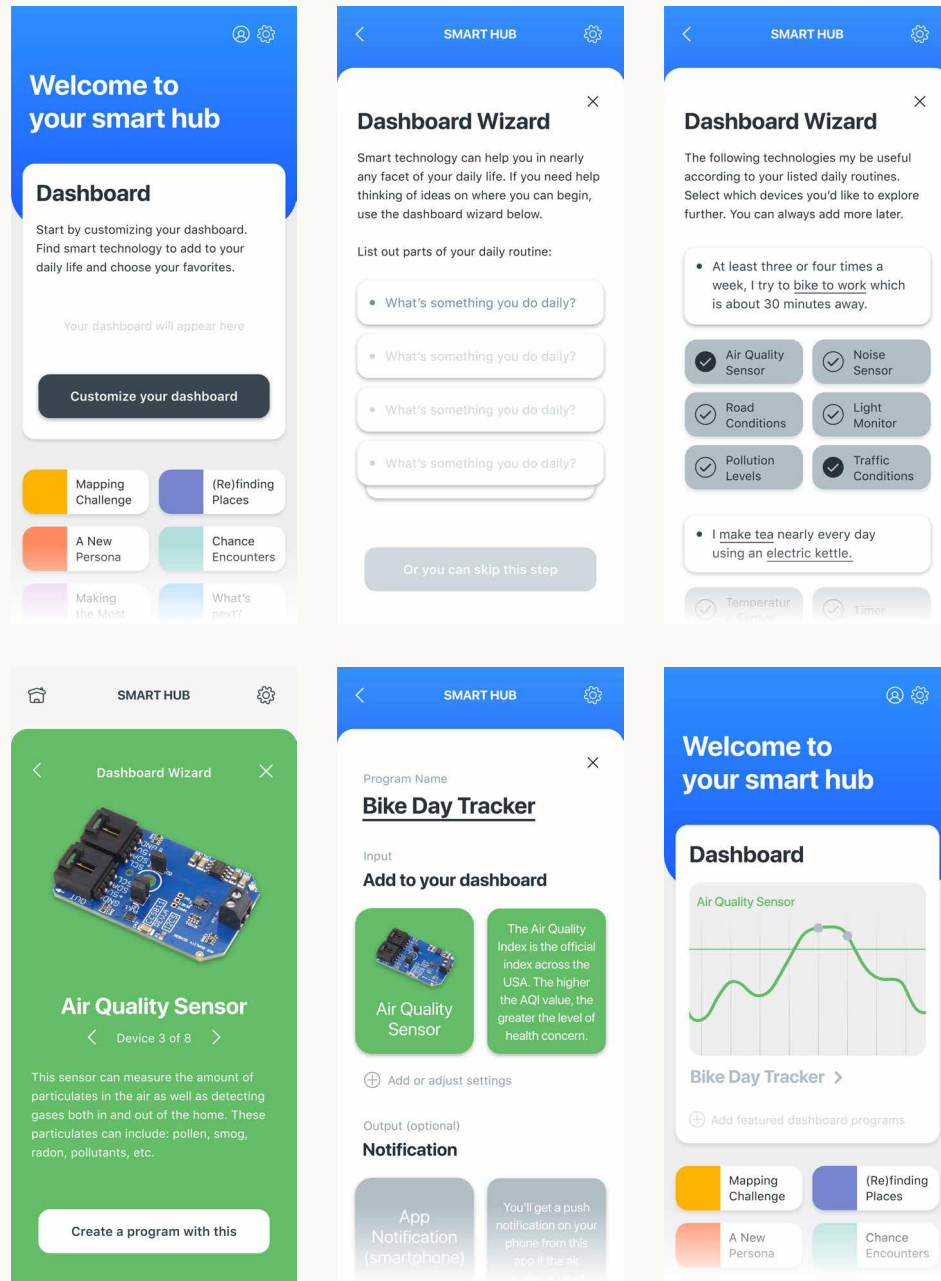 Welcome to
your smart hub
Dashboard
Start by customizing your dashboard.
Find smart technology to add to your
daily life and choose your favorites.
Your dashboard will appear here
Customize your dashboard
Mapping
Challenge
(Re)finding
Places
A New
Persona
Chance
Encounters
Making
the Most
What's
next?
SMART HUB
Dashboard Wizard
Smart technology can help you in nearly
any facet of your daily life. If you need help
thinking of ideas on where you can begin,
use the dashboard wizard below.
List out parts of your daily routine:
• What's something you do daily?
• What's something you do daily?
• What's something you do daily?
• What's something you do daily?
Or you can skip this step
SMART HUB
Dashboard Wizard
The following technologies my be useful
according to your listed daily routines.
Select which devices you'd like to explore
further. You can always add more later.
• At least three or four times a
week, I try to bike to work which
is about 30 minutes away.
Air Quality
Sensor
Noise
Sensor
Road
Conditions
Light
Monitor
Pollution
Levels
Traffic
Conditions
• I make tea nearly every day
using an electric kettle.
Temperatur
Timer
SMART HUB
Dashboard Wizard
Air Quality Sensor
Device 3 of 8
This sensor can measure the amount of
particulates in the air as well as detecting
gases both in and out of the home. These
particulates can include: pollen, smog,
radon, pollutants, etc.
Create a program with this
SMART HUB
Program Name
Bike Day Tracker
Input
Add to your dashboard
Air Quality
Sensor
The Air Quality
Index is the official
index across the
USA. The higher
the AQI value, the
greater the level of
health concern.
Add or adjust settings
Output (optional)
Notification
App
Notification
(smartphone)
You'll get a push
notification on your
phone from this
app if the air
Welcome to
your smart hub
Dashboard
Air Quality Sensor
Bike Day Tracker >
Add featured dashboard programs
Mapping
Challenge
(Re)finding
Places
A New
Persona
Chance
Encounters